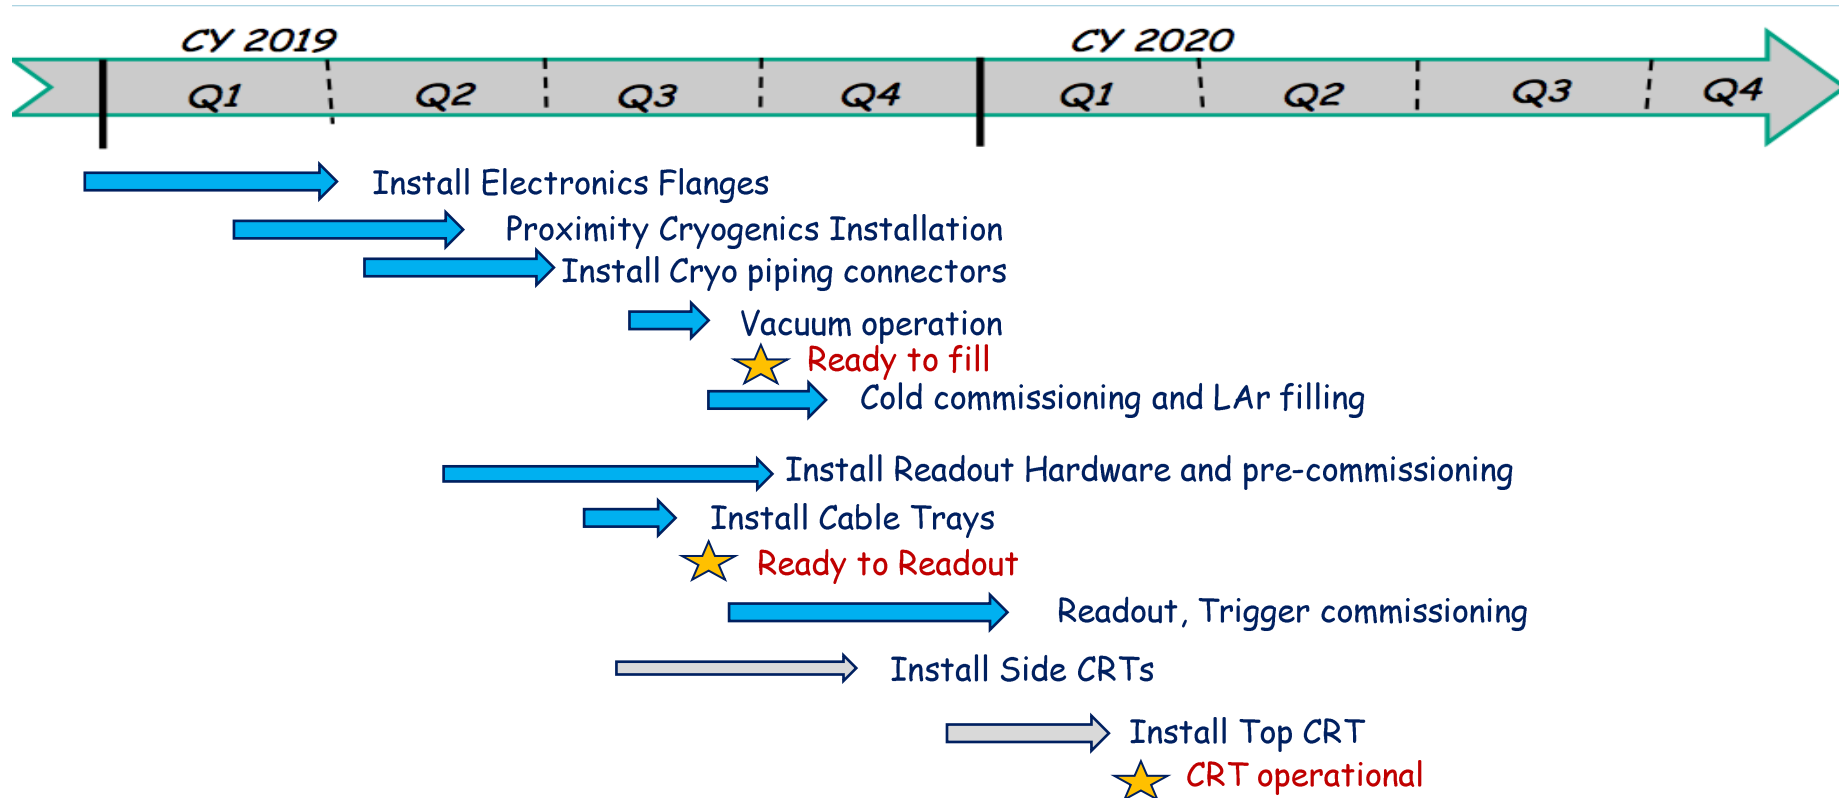 CY 2019 CY 2020
Q1 Q2 Q3 Q4 Q1 Q2 Q3 Q4
Install Electronics Flanges
Proximity Cryogenics Installation
Install Cryo piping connectors
Vacuum operation
Ready to fill
Cold commissioning and LAr filling
Install Readout Hardware and pre-commissioning
Install Cable Trays
Ready to Readout
Readout, Trigger commissioning
Install Side CRTs
Install Top CRT
CRT operational